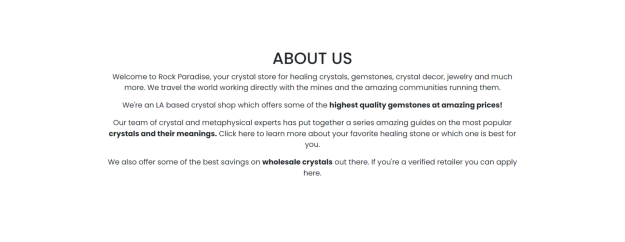 ABOUT US
Welcome to Rock Paradise, your crystal store for healing crystals, gemstones, crystal decor, jewelry and much
more. We travel the world working directly with the mines and the amazing communities running them.
We're an LA based crystal shop which offers some of the highest quality gemstones at amazing prices!
Our team of crystal and metaphysical experts has put together a series amazing guides on the most popular
crystals and their meanings. Click here to learn more about your favorite healing stone or which one is best for
you.
We also offer some of the best savings on wholesale crystals out there. If you're a verified retailer you can apply
here.